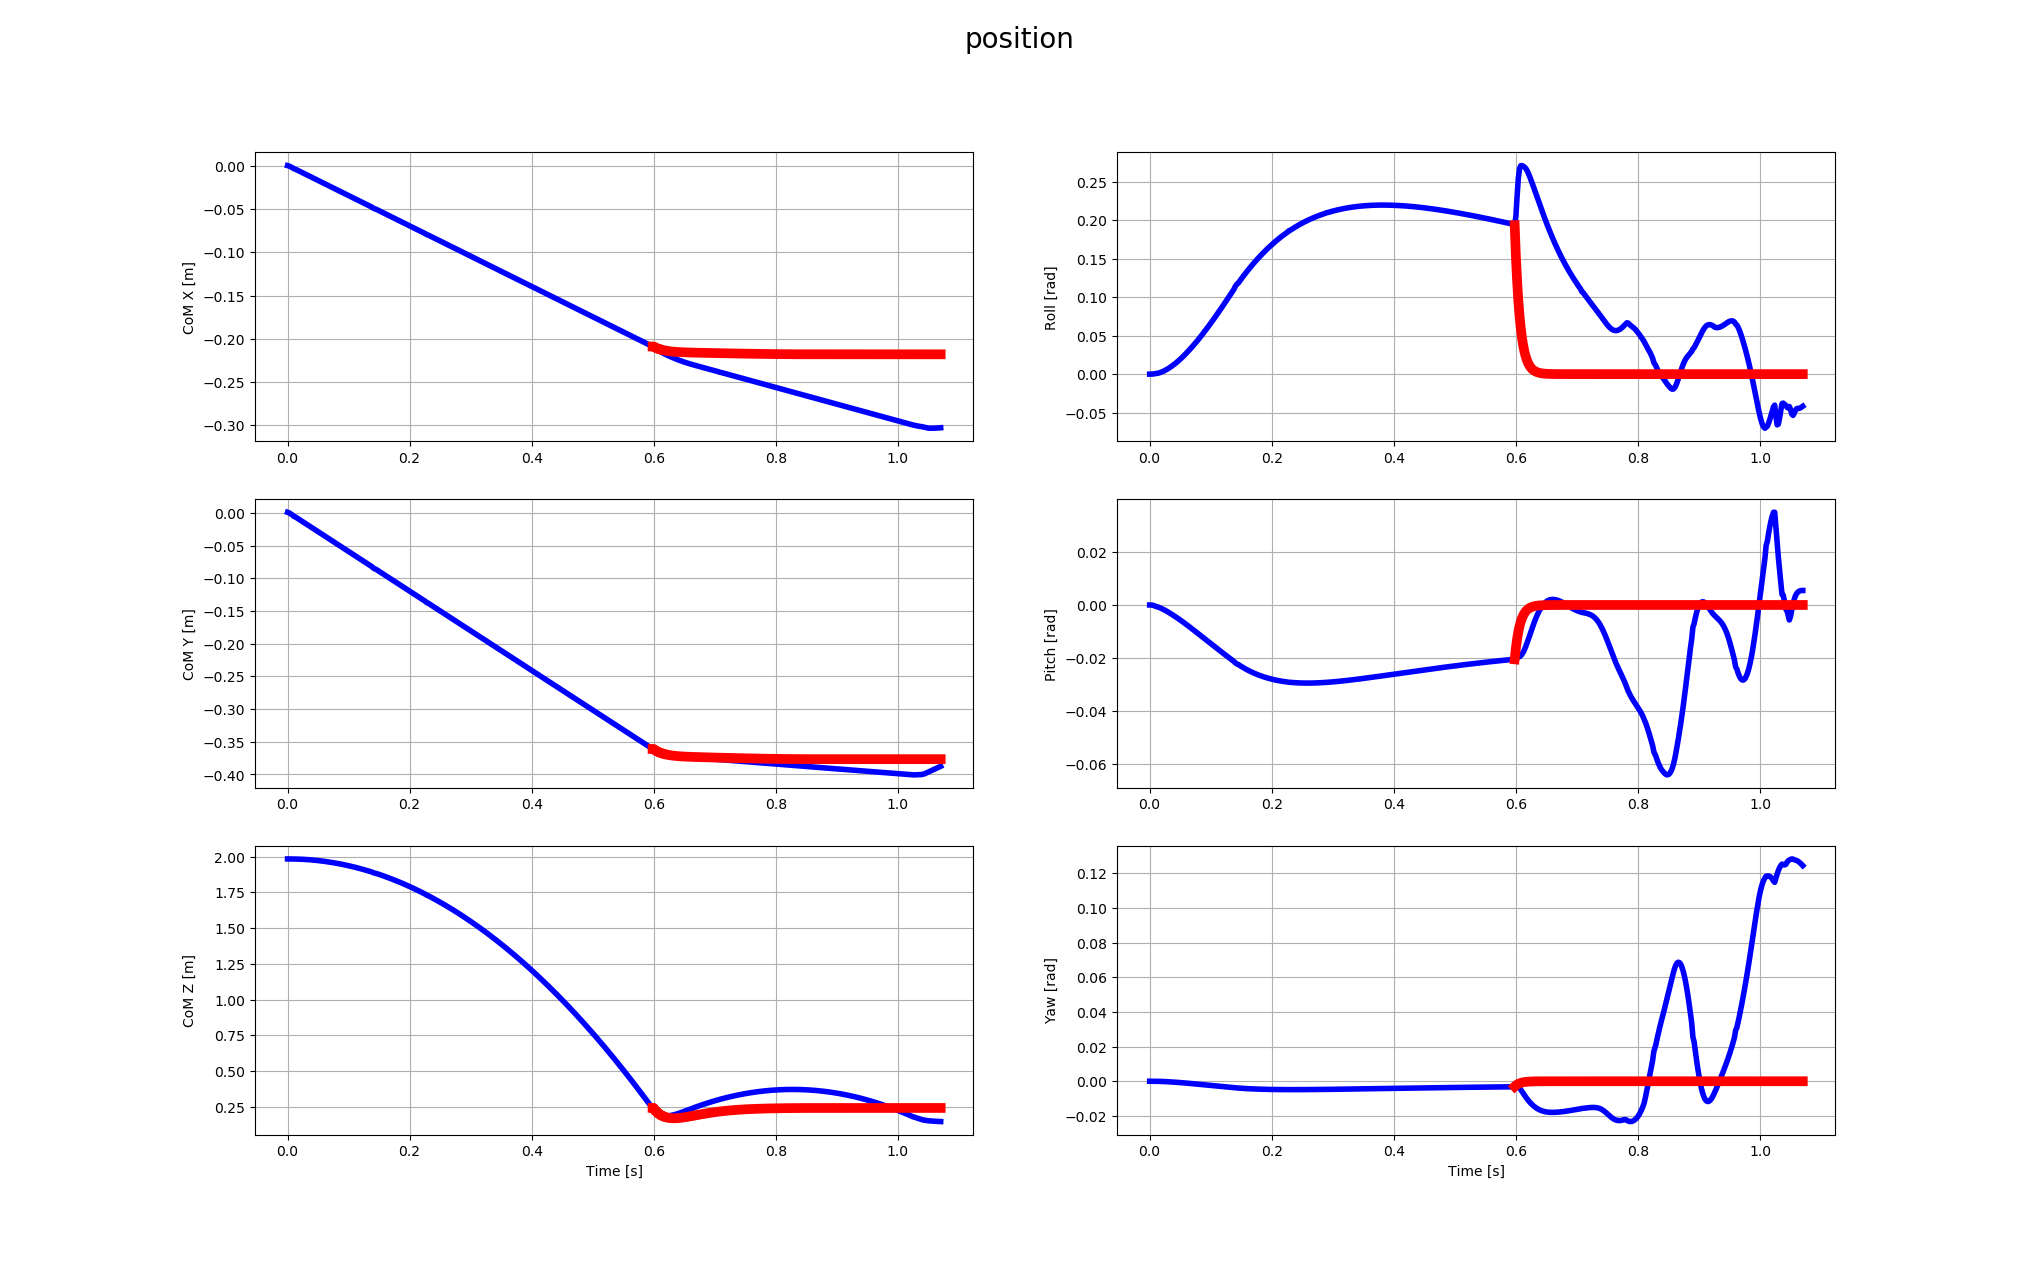 position
0.00
−0.05
−0.10
−0.15
−0.20
−0.25
−0.30
CoM X [m]
0.0 0.2 0.4 0.6 0.8 1.0
0.25
0.20
0.15
0.10
0.05
0.00
−0.05
Roll [rad]
0.0 0.2 0.4 0.6 0.8 1.0
0.00
−0.05
−0.10
−0.15
−0.20
−0.25
−0.30
−0.35
−0.40
CoM Y [m]
0.0 0.2 0.4 0.6 0.8 1.0
0.02
0.00
−0.02
−0.04
−0.06
Pitch [rad]
0.0 0.2 0.4 0.6 0.8 1.0
2.00
1.75
1.50
1.25
1.00
0.75
0.50
0.25
CoM Z [m]
0.0 0.2 0.4 0.6 0.8 1.0
Time [s]
0.12
0.10
0.08
0.06
0.04
0.02
0.00
−0.02
Yaw [rad]
0.0 0.2 0.4 0.6 0.8 1.0
Time [s]